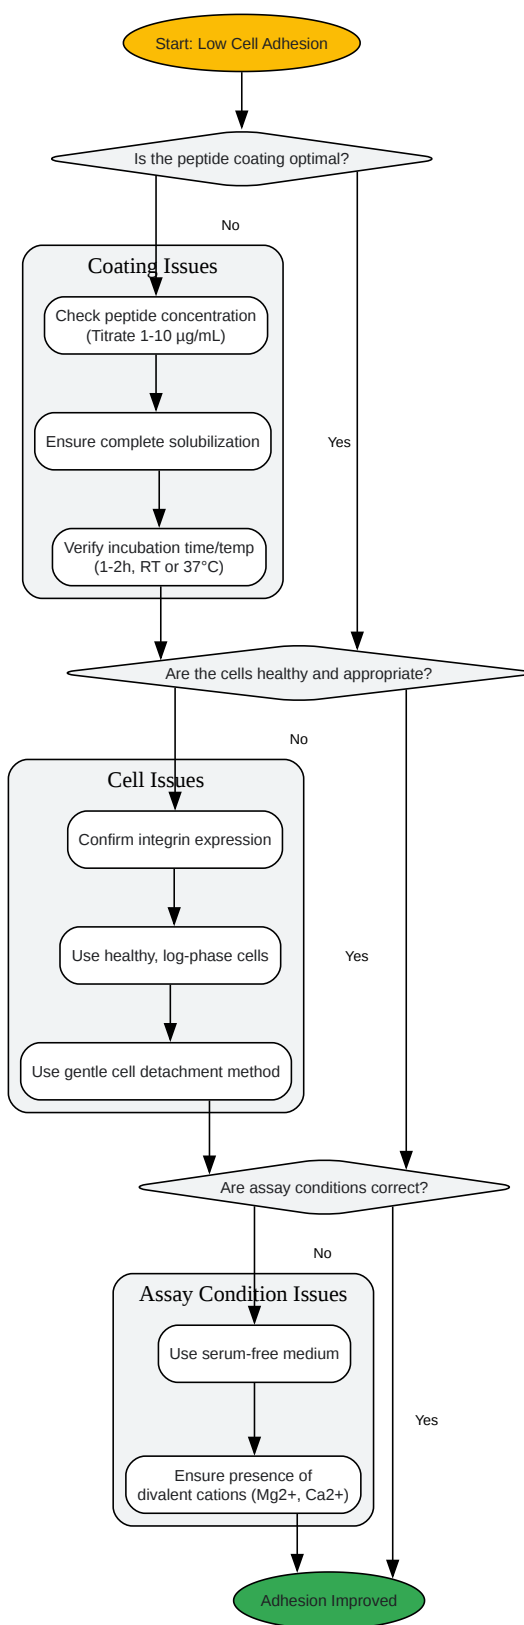 Start: Low Cell Adhesion
Is the peptide coating optimal?
No
Coating Issues
Check peptide concentration
(Titrate 1-10 µg/mL)
Ensure complete solubilization
Yes
Verify incubation time/temp
(1-2h, RT or 37°C)
Are the cells healthy and appropriate?
No
Cell Issues
Confirm integrin expression
Use healthy, log-phase cells
Yes
Use gentle cell detachment method
Are assay conditions correct?
No
Assay Condition Issues
Use serum-free medium
Yes
Ensure presence of
divalent cations (Mg2+, Ca2+)
Adhesion Improved